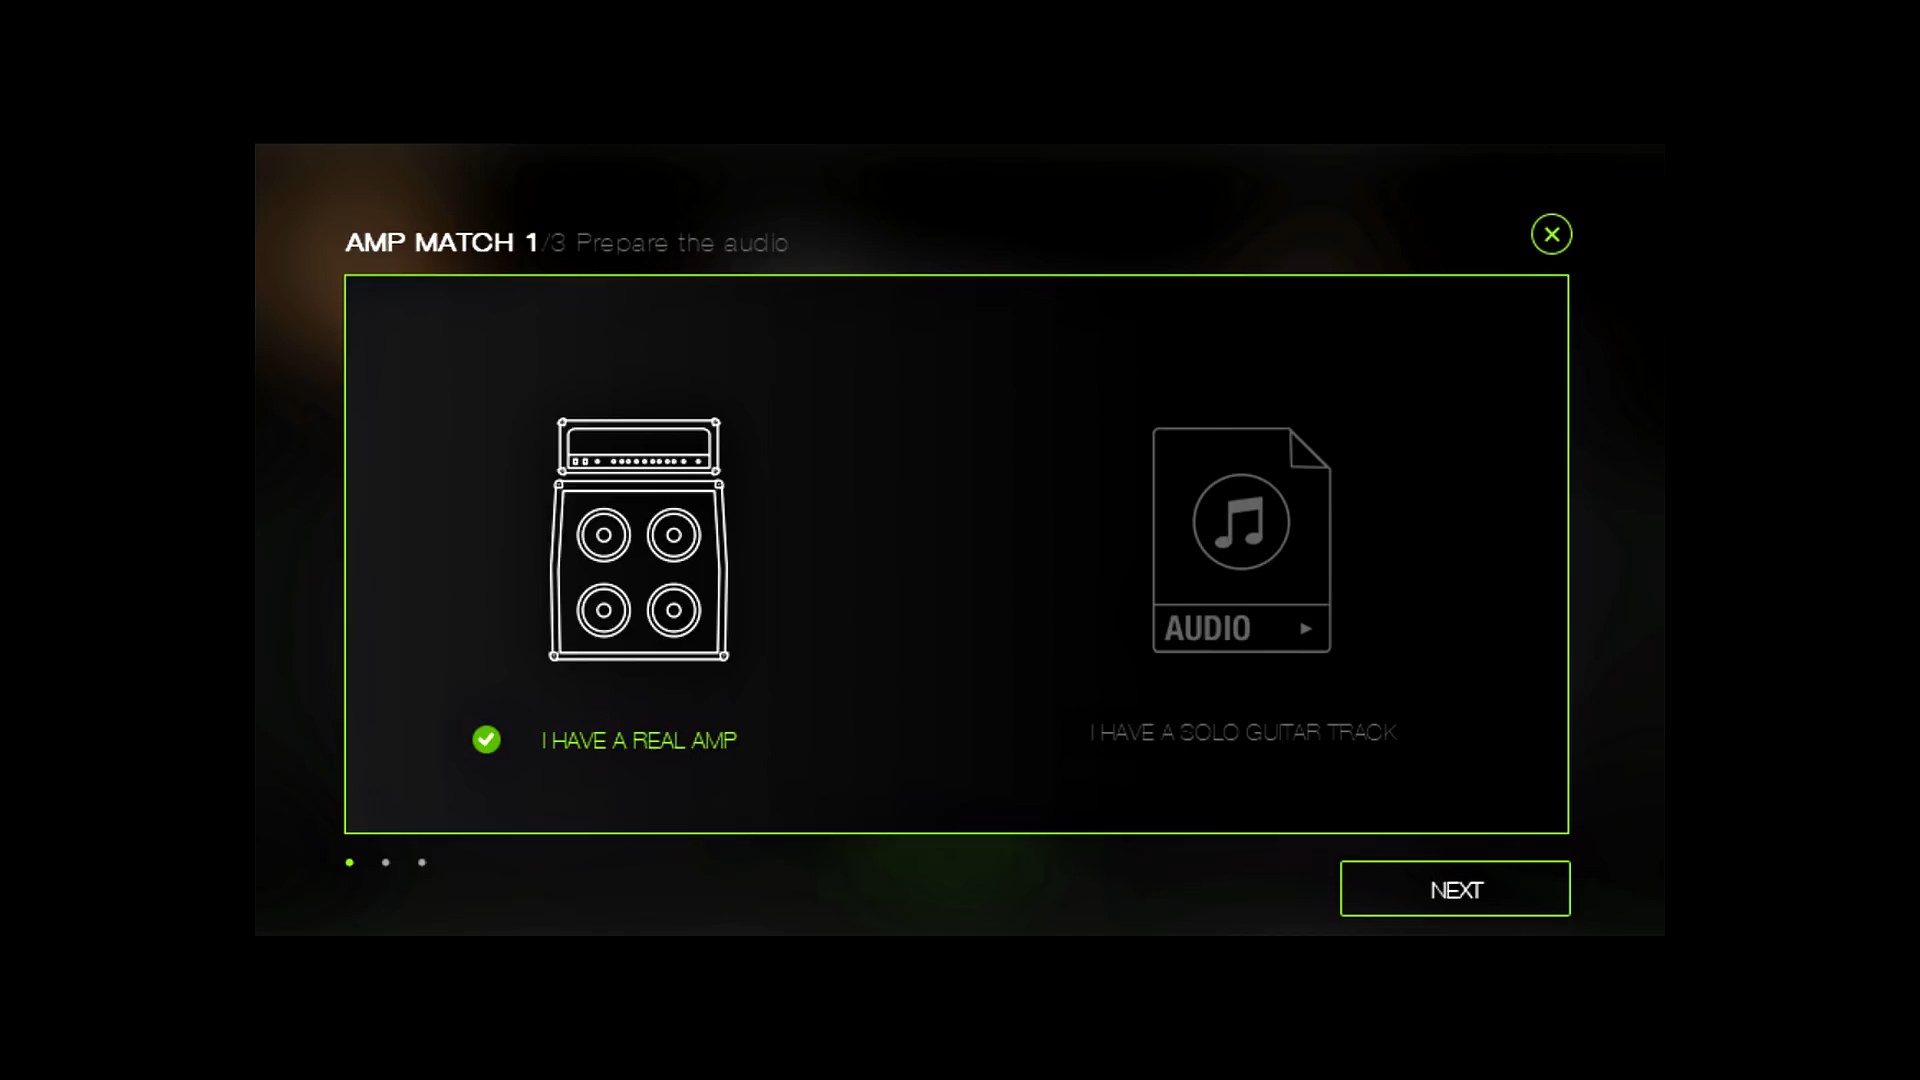 AMP MATCH 1/3 Prepare the audio
AUDIO
I HAVE A REAL AMP
I HAVE A SOLO GUITAR TRACK
NEXT